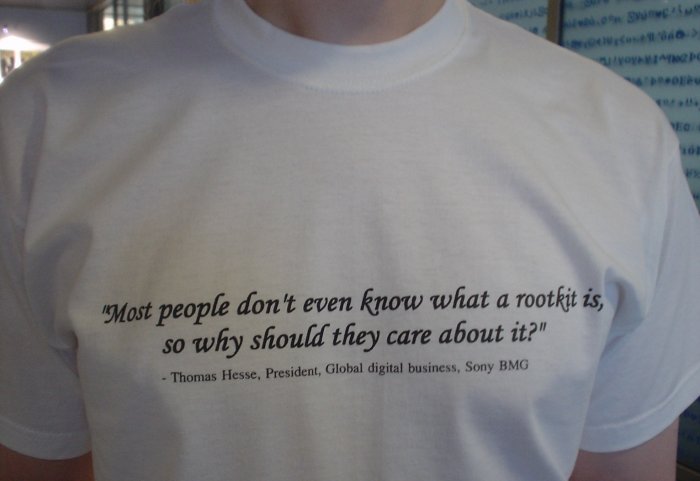 "Most people don't even know what a rootkit is,
so why should they care about it?"
- Thomas Hesse, President, Global digital business, Sony BMG